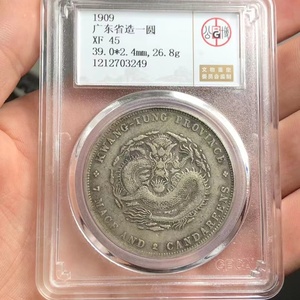 1909
广东省造一圆
XF 45
39.0*2.4mm,26.8g
1212703249
G
KWANG-TUNG PROVINCE
7 MACE AND 2 CANDAREENS